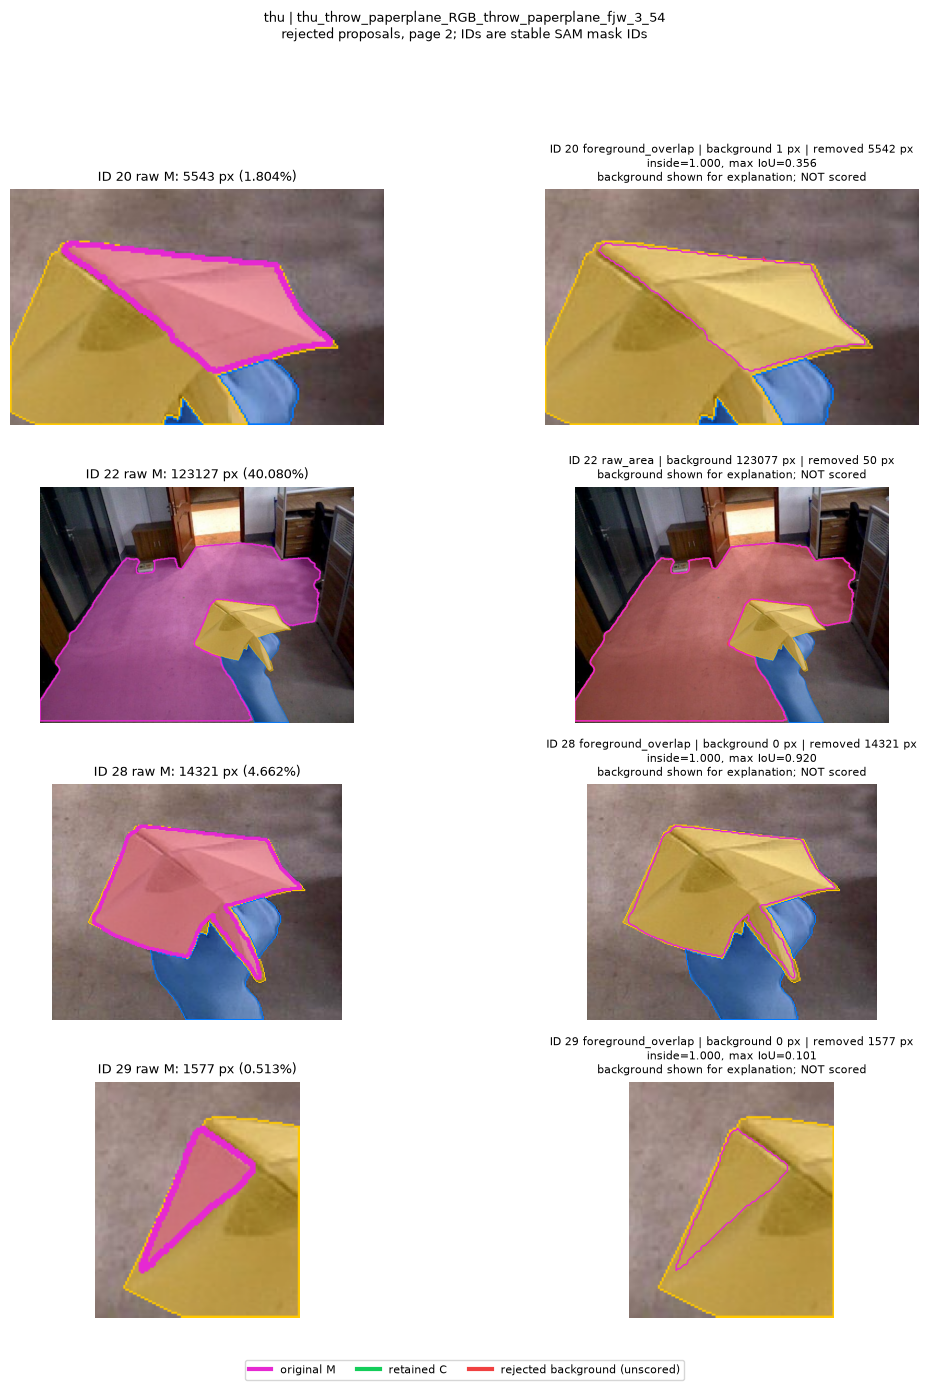 thu | thu_throw_paperplane_RGB_throw_paperplane_fjw_3_54
rejected proposals, page 2; IDs are stable SAM mask IDs
ID 20 raw M: 5543 px (1.804%)
ID 20 foreground_overlap | background 1 px | removed 5542 px
inside=1.000, max IoU=0.356
background shown for explanation; NOT scored
ID 22 raw M: 123127 px (40.080%)
ID 22 raw_area | background 123077 px | removed 50 px
background shown for explanation; NOT scored
ID 28 raw M: 14321 px (4.662%)
ID 28 foreground_overlap | background 0 px | removed 14321 px
inside=1.000, max IoU=0.920
background shown for explanation; NOT scored
ID 29 raw M: 1577 px (0.513%)
ID 29 foreground_overlap | background 0 px | removed 1577 px
inside=1.000, max IoU=0.101
background shown for explanation; NOT scored
original M
retained C
rejected background (unscored)